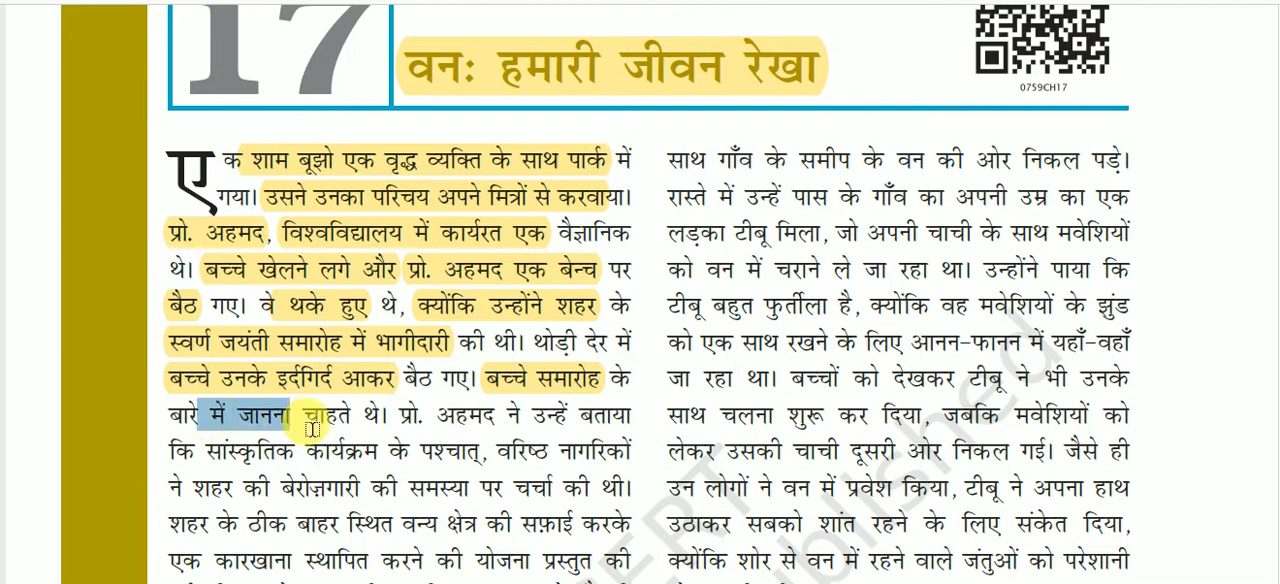 17
वनः हमारी जीवन रेखा
0759CH17
एक शाम बूझो एक वृद्ध व्यक्ति के साथ पार्क में
गया। उसने उनका परिचय अपने मित्रों से करवाया।
प्रो. अहमद, विश्वविद्यालय में कार्यरत एक वैज्ञानिक
थे। बच्चे खेलने लगे और प्रो. अहमद एक बेन्च पर
बैठ गए। वे थके हुए थे, क्योंकि उन्होंने शहर के
स्वर्ण जयंती समारोह में भागीदारी की थी। थोड़ी देर में
बच्चे उनके इर्दगिर्द आकर बैठ गए। बच्चे समारोह के
बारे में जानना चाहते थे। प्रो. अहमद ने उन्हें बताया
कि सांस्कृतिक कार्यक्रम के पश्चात्, वरिष्ठ नागरिकों
ने शहर की बेरोज़गारी की समस्या पर चर्चा की थी।
शहर के ठीक बाहर स्थित वन्य क्षेत्र की सफ़ाई करके
एक कारखाना स्थापित करने की योजना प्रस्तुत की
साथ गाँव के समीप के वन की ओर निकल पड़े।
रास्ते में उन्हें पास के गाँव का अपनी उम्र का एक
लड़का टीबू मिला, जो अपनी चाची के साथ मवेशियों
को वन में चराने ले जा रहा था। उन्होंने पाया कि
टीबू बहुत फुर्तीला है, क्योंकि वह मवेशियों के झुंड
को एक साथ रखने के लिए आनन-फानन में यहाँ-वहाँ
जा रहा था। बच्चों को देखकर टीबू ने भी उनके
साथ चलना शुरू कर दिया, जबकि मवेशियों को
लेकर उसकी चाची दूसरी ओर निकल गई। जैसे ही
उन लोगों ने वन में प्रवेश किया, टीबू ने अपना हाथ
उठाकर सबको शांत रहने के लिए संकेत दिया,
क्योंकि शोर से वन में रहने वाले जंतुओं को परेशानी